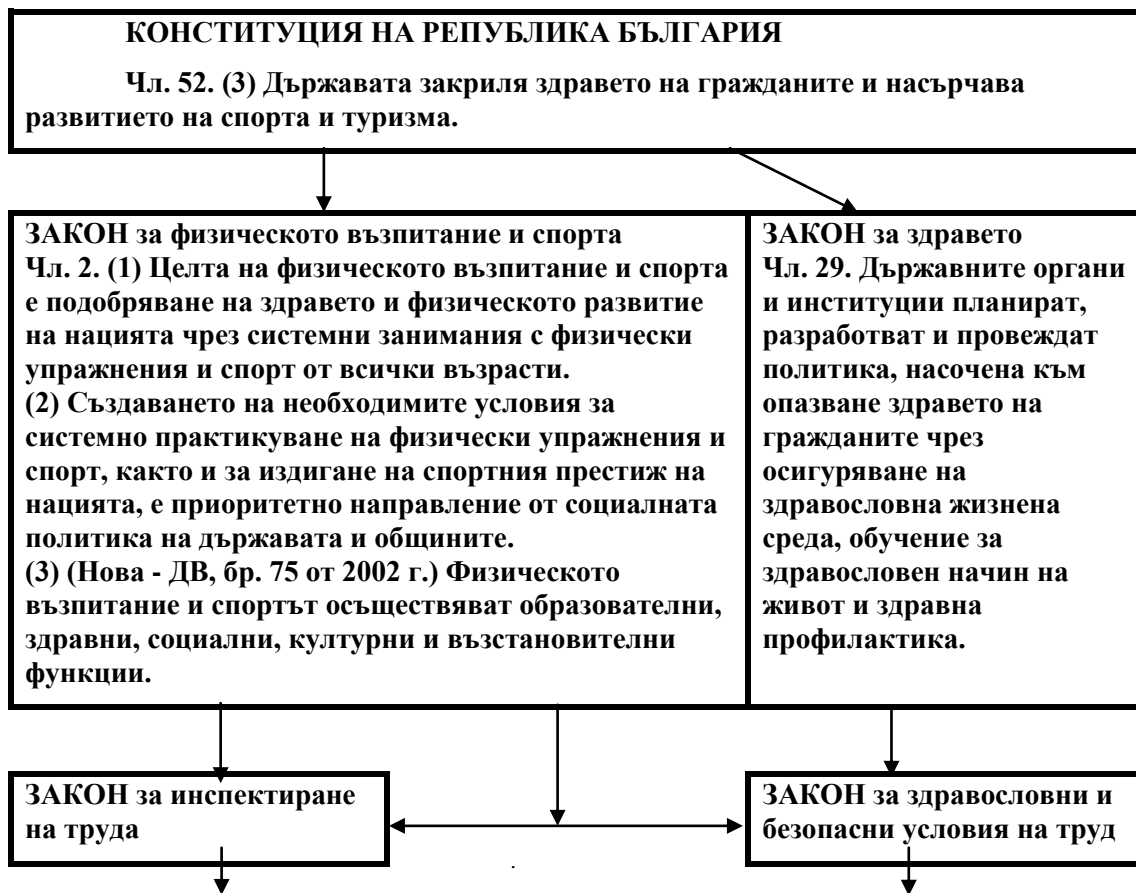 КОНСТИТУЦИЯ НА РЕПУБЛИКА БЪЛГАРИЯ
Чл. 52. (3) Държавата закриля здравето на гражданите и насърчава
развитието на спорта и туризма.
ЗАКОН за физическото възпитание и спорта
Чл. 2. (1) Целта на физическото възпитание и спорта
е подобряване на здравето и физическото развитие
на нацията чрез системни занимания с физически
упражнения и спорт от всички възрасти.
(2) Създаването на необходимите условия за
системно практикуване на физически упражнения и
спорт, както и за издигане на спортния престиж на
нацията, е приоритетно направление от социалната
политика на държавата и общините.
(3) (Нова - ДВ, бр. 75 от 2002 г.) Физическото
възпитание и спортът осъществяват образователни,
здравни, социални, културни и възстановителни
функции.
ЗАКОН за здравето
Чл. 29. Държавните органи
и институции планират,
разработват и провеждат
политика, насочена към
опазване здравето на
гражданите чрез
осигуряване на
здравословна жизнена
среда, обучение за
здравословен начин на
живот и здравна
профилактика.
ЗАКОН за инспектиране
на труда
ЗАКОН за здравословни и
безопасни условия на труд